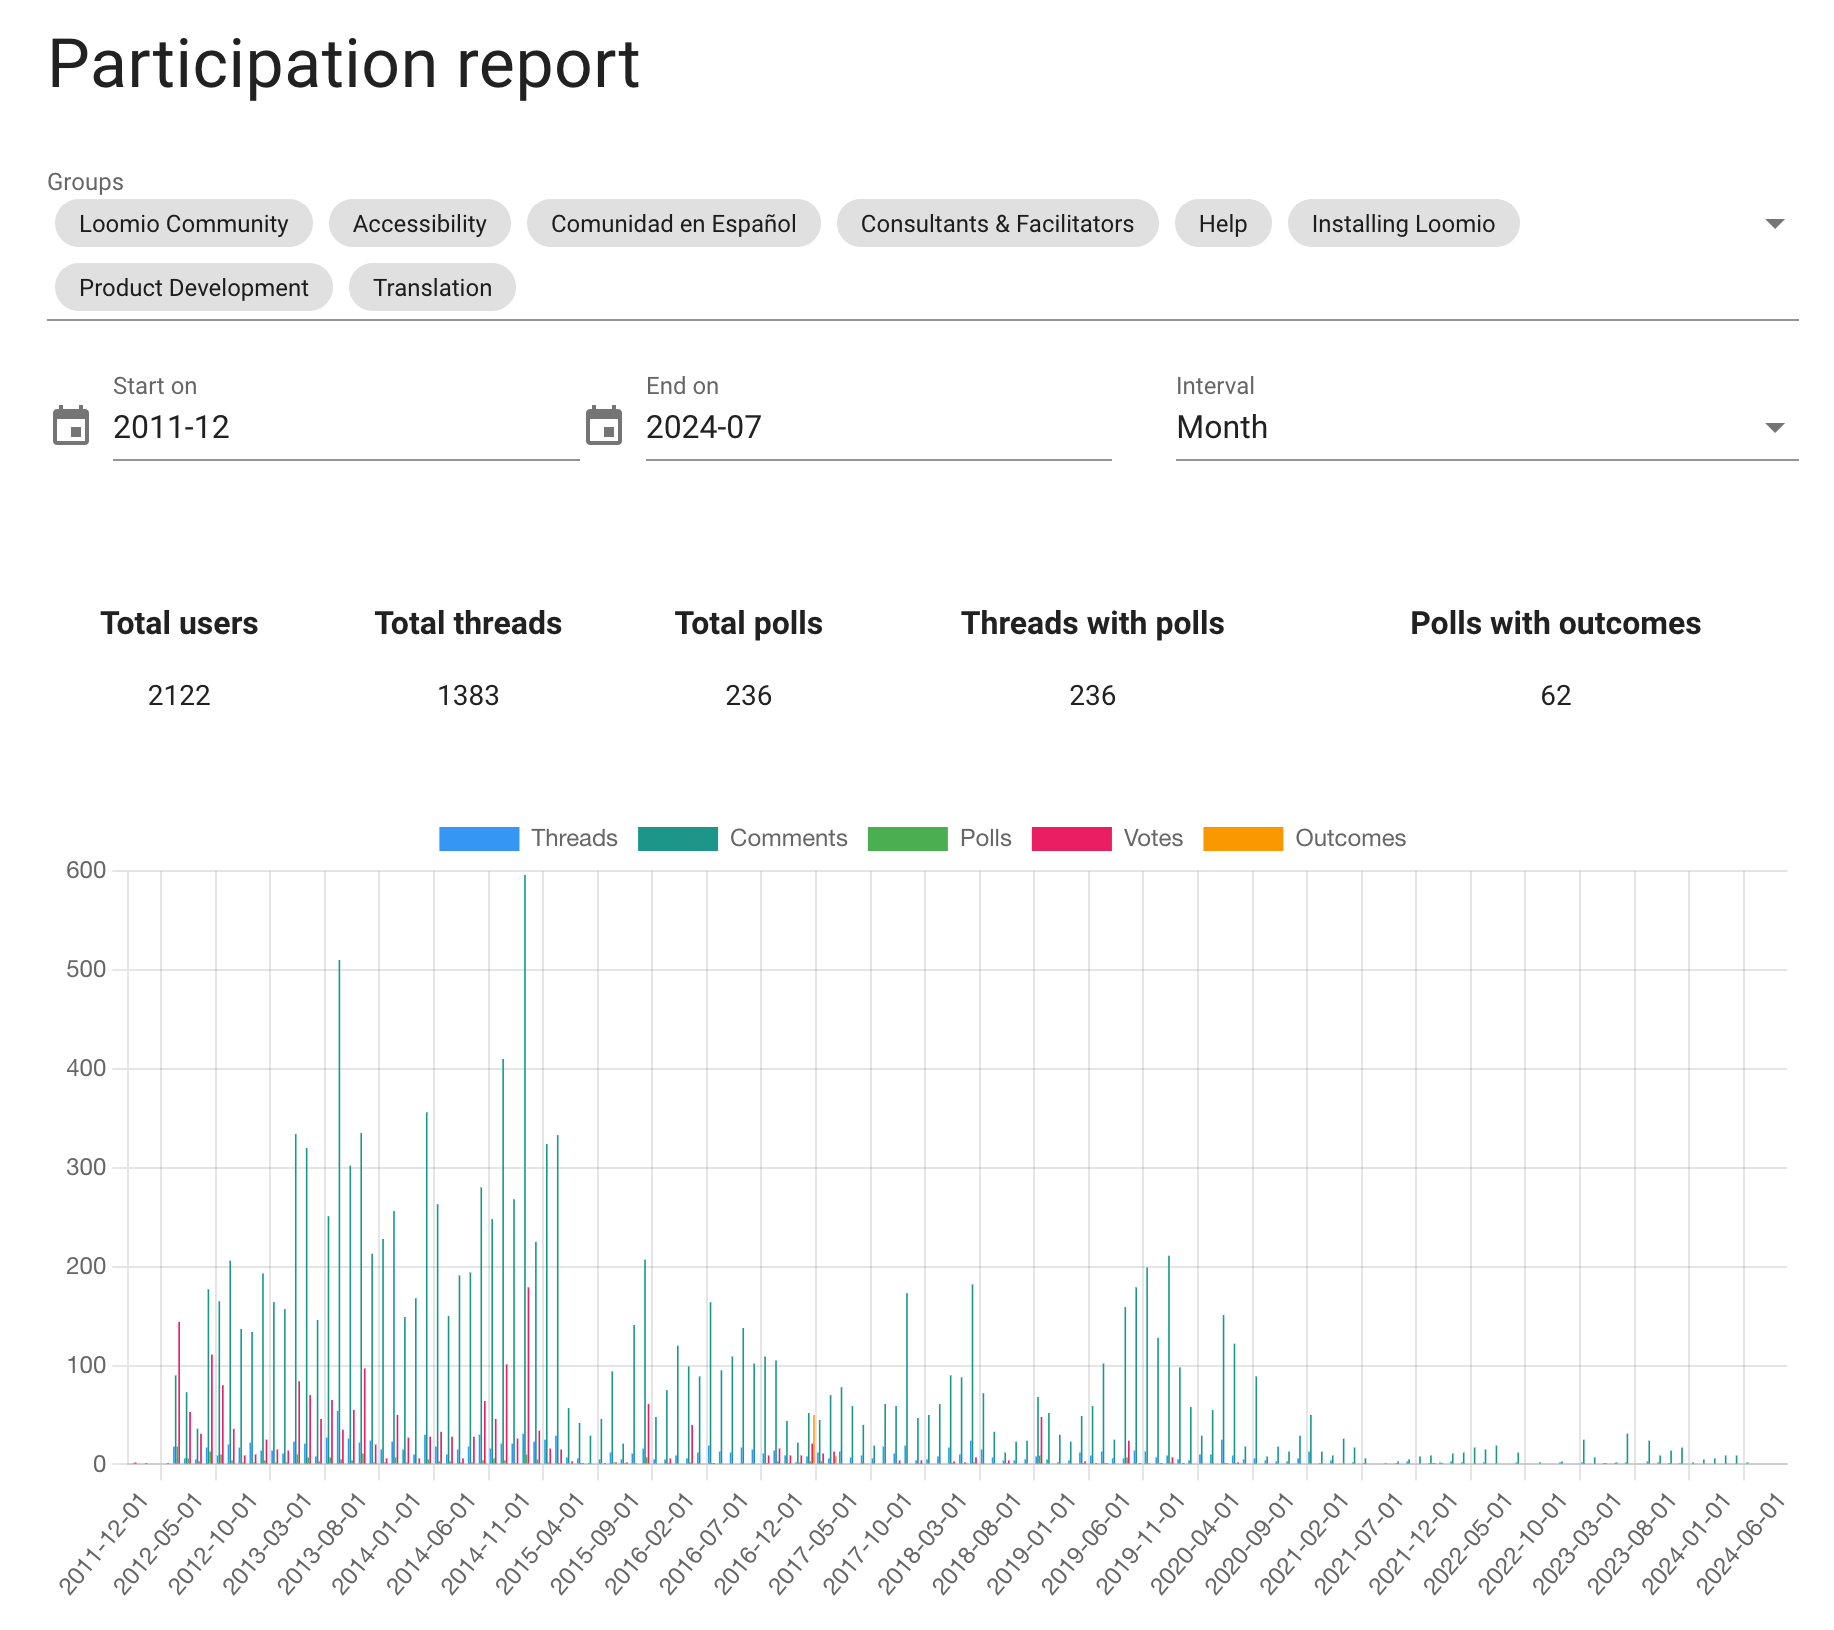 Participation report
Groups
Loomio Community Accessibility Comunidad en Español Consultants & Facilitators Help Installing Loomio
Product Development Translation
Start on End on Interval
2011-12 2024-07 Month
Total users Total threads Total polls Threads with polls Polls with outcomes
2122 1383 236 236 62
Threads Comments Polls Votes Outcomes
600
500
400
300
200
100
0
2011-12-01 2012-05-01 2012-10-01 2013-03-01 2013-08-01 2014-01-01 2014-06-01 2014-11-01 2015-04-01 2015-09-01 2016-02-01 2016-07-01 2016-12-01 2017-05-01 2017-10-01 2018-03-01 2018-08-01 2019-01-01 2019-06-01 2019-11-01 2020-04-01 2020-09-01 2021-02-01 2021-07-01 2021-12-01 2022-05-01 2022-10-01 2023-03-01 2023-08-01 2024-01-01 2024-06-01